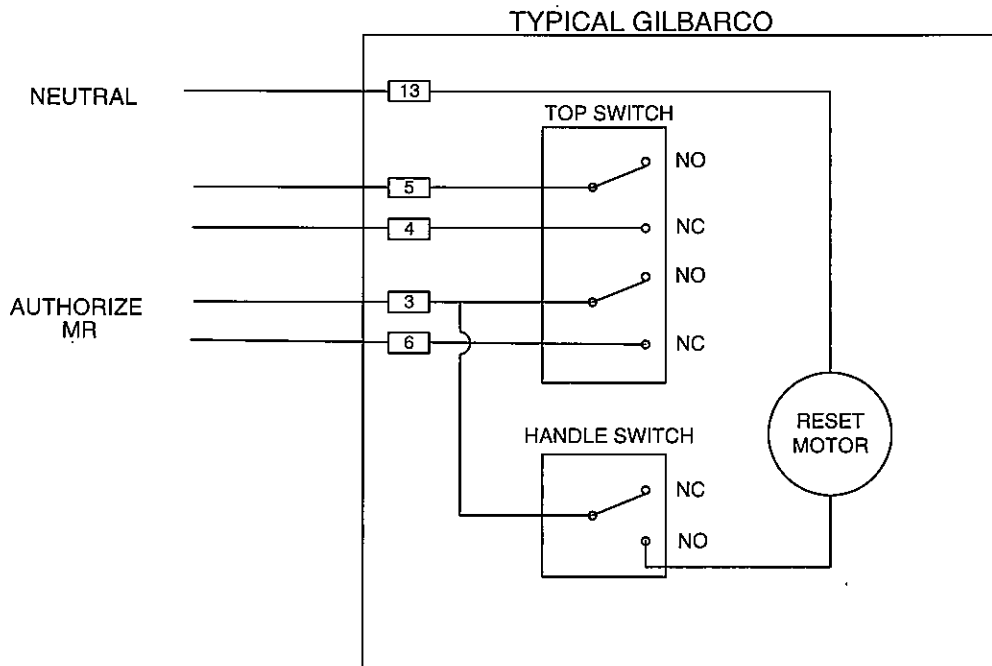 TYPICAL GILBARCO
NEUTRAL
13
TOP SWITCH
NO
5
4
NC
NO
AUTHORIZE
MR
3
6
NC
RESET
MOTOR
HANDLE SWITCH
NC
NO